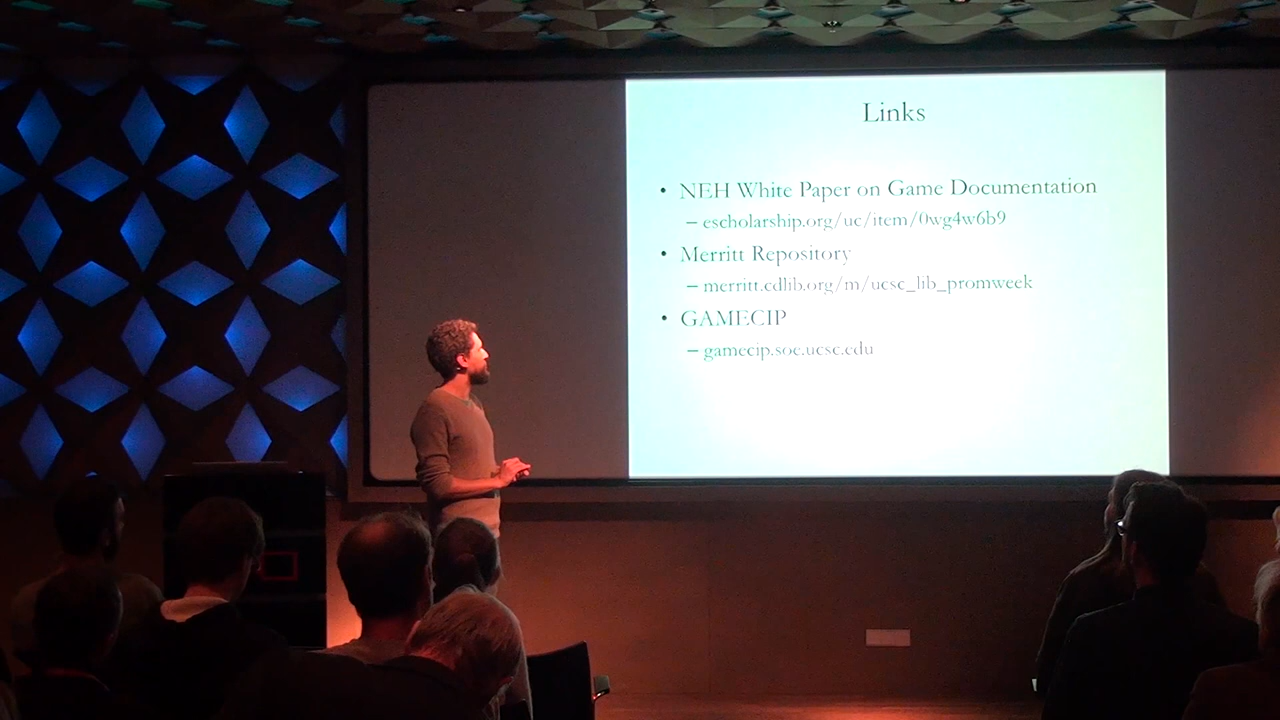 Links
• NEH White Paper on Game Documentation
– escholarship.org/uc/item/0wg4w6b9
• Merritt Repository
– merritt.cdlib.org/m/ucsc_lib_promweek
• GAMECIP
– gamecip.soe.ucsc.edu